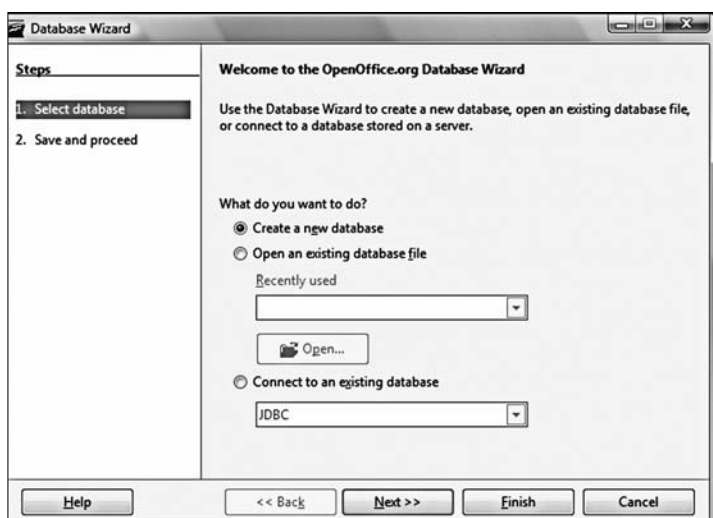 Database Wizard
Steps
1. Select database
2. Save and proceed
Welcome to the OpenOffice.org Database Wizard
Use the Database Wizard to create a new database, open an existing database file,
or connect to a database stored on a server.
What do you want to do?
Create a new database
Open an existing database file
Recently used
Open...
Connect to an existing database
JDBC
Help
<< Back
Next >>
Finish
Cancel